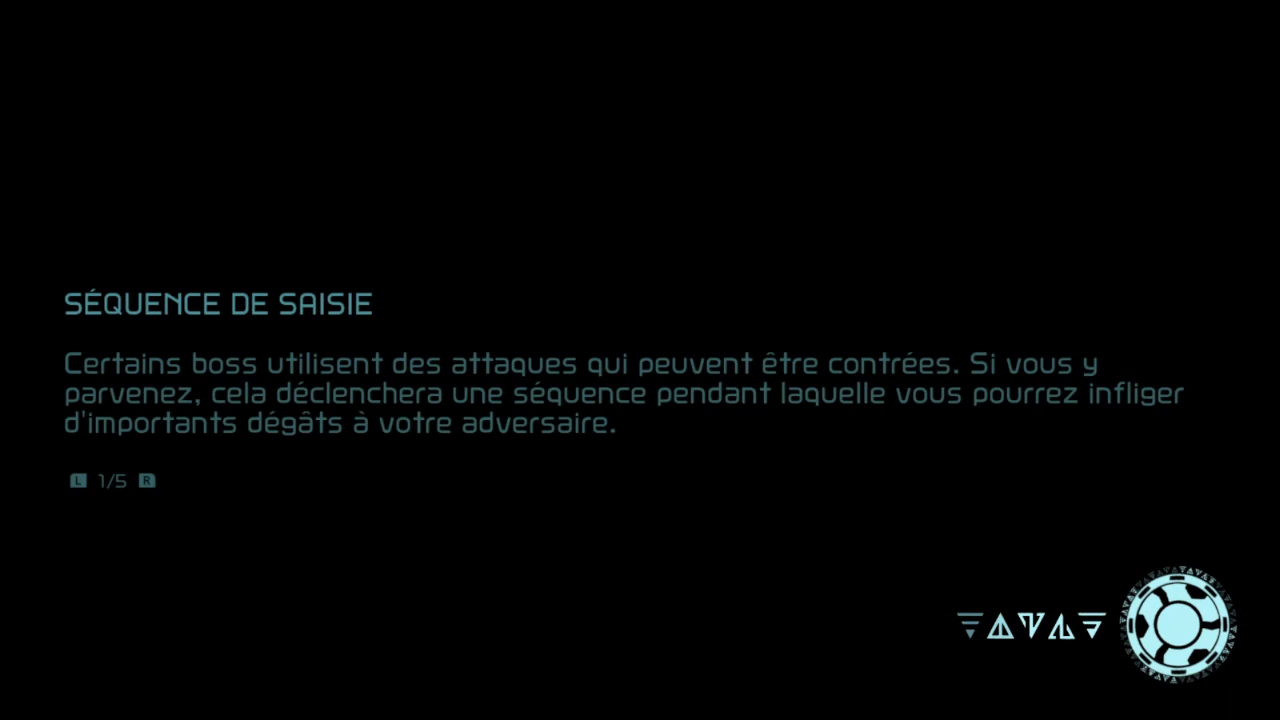 SÉQUENCE DE SAISIE
Certains boss utilisent des attaques qui peuvent être contrées. Si vous y
parvenez, cela déclenchera une séquence pendant laquelle vous pourrez infliger
d'importants dégâts à votre adversaire.
L 1/5 R